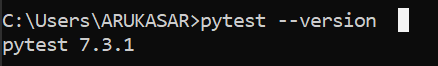 C:\Users\ARUKASAR>pytest --version
pytest 7.3.1